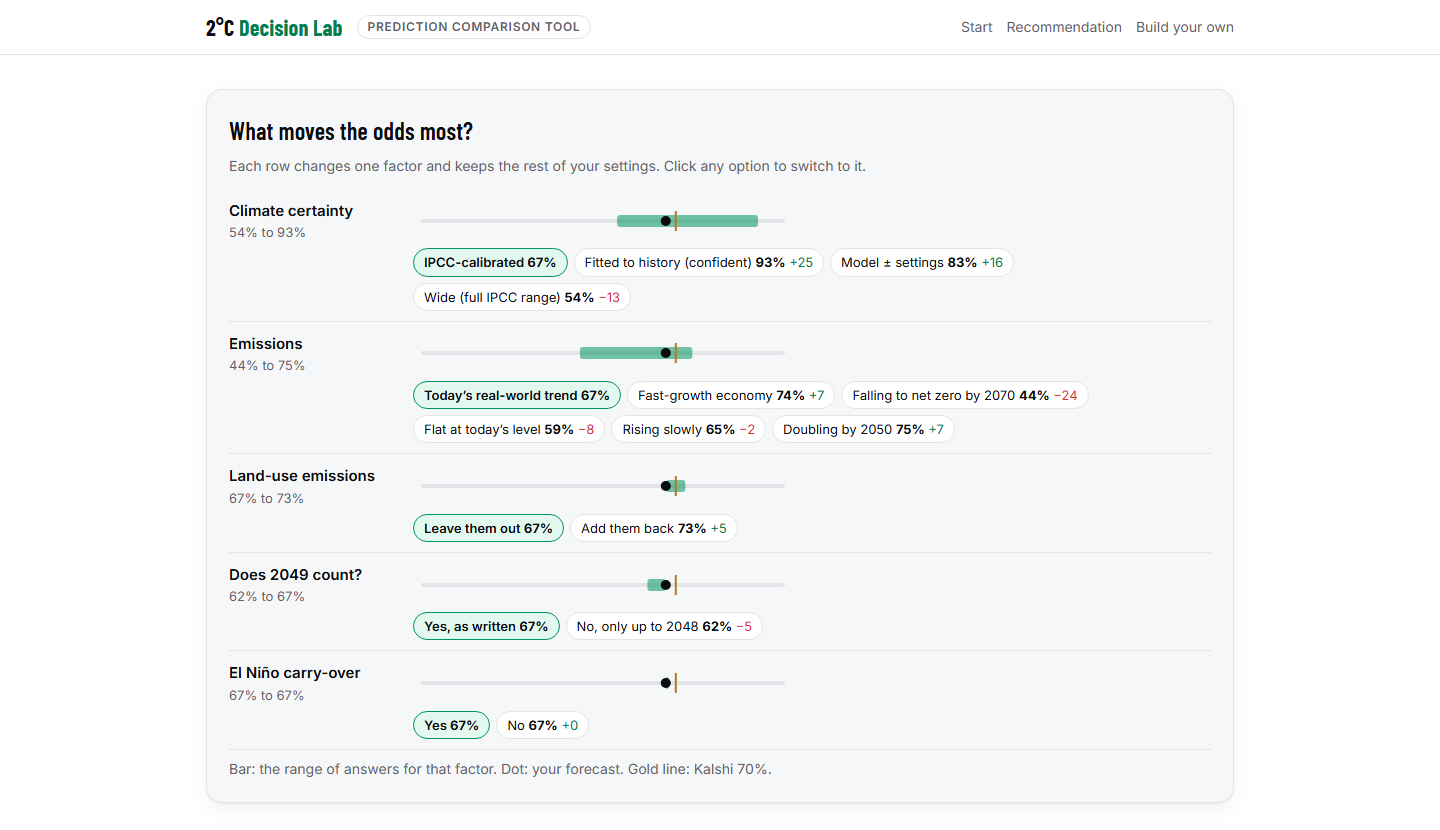 2°C Decision Lab
PREDICTION COMPARISON TOOL
Start
Recommendation
Build your own
What moves the odds most?
Each row changes one factor and keeps the rest of your settings. Click any option to switch to it.
Climate certainty
54% to 93%
IPCC-calibrated 67%
Fitted to history (confident) 93% +25
Model ± settings 83% +16
Wide (full IPCC range) 54% −13
Emissions
44% to 75%
Today’s real-world trend 67%
Fast-growth economy 74% +7
Falling to net zero by 2070 44% −24
Flat at today’s level 59% −8
Rising slowly 65% −2
Doubling by 2050 75% +7
Land-use emissions
67% to 73%
Leave them out 67%
Add them back 73% +5
Does 2049 count?
62% to 67%
Yes, as written 67%
No, only up to 2048 62% −5
El Niño carry-over
67% to 67%
Yes 67%
No 67% +0
Bar: the range of answers for that factor. Dot: your forecast. Gold line: Kalshi 70%.